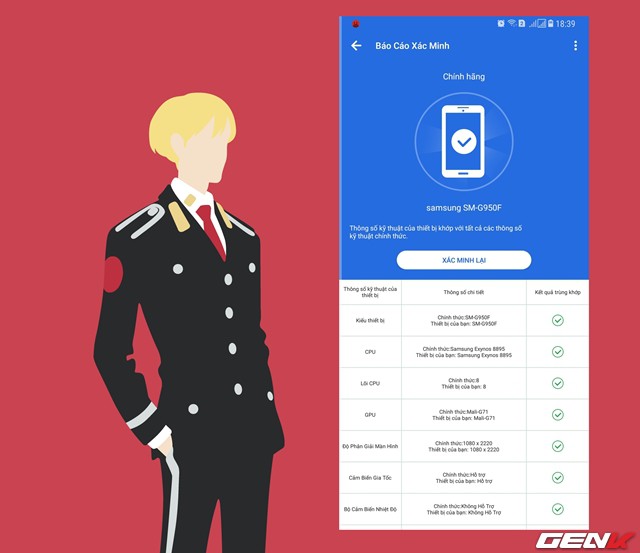 18:39
Báo Cáo Xác Minh
Chính hãng
samsung SM-G950F
Thông số kỹ thuật của thiết bị khớp với tất cả các thông số
kỹ thuật chính thức.
XÁC MINH LẠI
Thông số kỹ thuật của
thiết bị
Thông số chi tiết
Kết quả trùng khớp
Kiểu thiết bị
Chính thức:SM-G950F
Thiết bị của bạn: SM-G950F
CPU
Chính thức:Samsung Exynos 8895
Thiết bị của bạn: Samsung Exynos 8895
Lõi CPU
Chính thức:8
Thiết bị của bạn: 8
GPU
Chính thức:Mali-G71
Thiết bị của bạn: Mali-G71
Độ Phân Giải Màn Hình
Chính thức:1080 x 2220
Thiết bị của bạn: 1080 x 2220
Cảm Biến Gia Tốc
Chính thức:Hỗ trợ
Thiết bị của bạn: Hỗ trợ
Bộ Cảm Biến Nhiệt Độ
Chính thức:Không Hỗ Trợ
Thiết bị của bạn: Không Hỗ Trợ
GENK